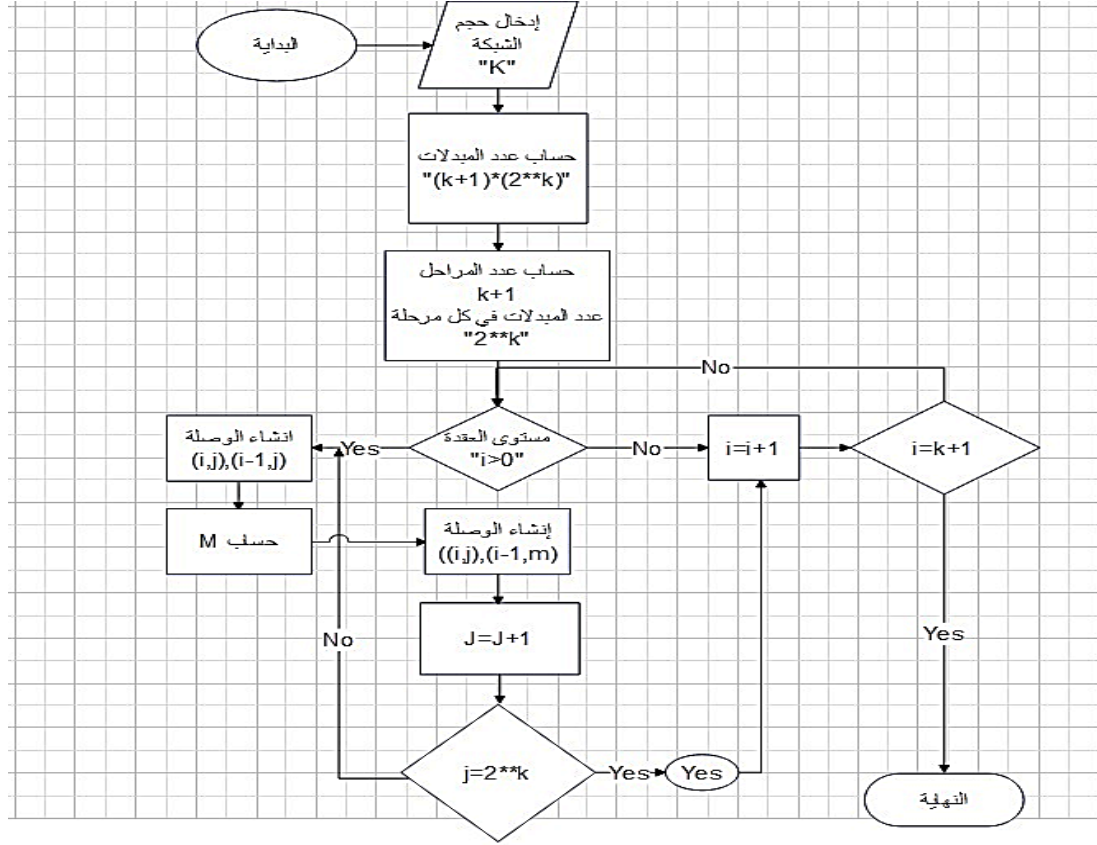 البداية
إدخال حجم
الشبكة
"K"
حساب عدد المبدلات
"(k+1)*(2**k)"
حساب عدد المراحل
k+1
عدد المبدلات في كل مرحلة
"2**k"
No
مستوى العقدة
"i>0"
Yes
No
i=i+1
i=k+1
انشاء الوصلة
(i,j),(i-1,j)
حساب M
إنشاء الوصلة
((i,j),(i-1,m)
J=J+1
No
Yes
j=2**k
Yes
Yes
النهاية